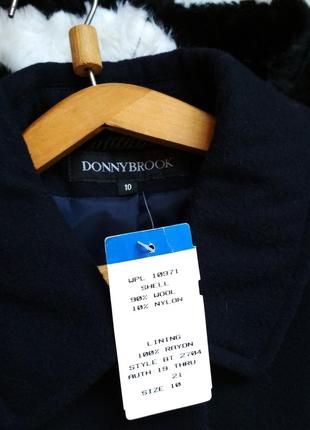 DONNYBROOK
10
WPL 10971
SHELL
90% WOOL
10% NYLON
LINING
100% RAYON
STYLE BT 2704
AUTH 19 THRU
21
SIZE 10